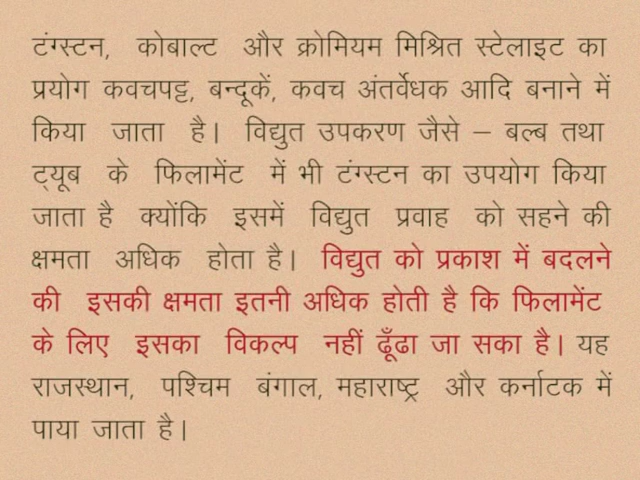 टंग्स्टन, कोबाल्ट और क्रोमियम मिश्रित स्टेलाइट का
प्रयोग कवचपट्ट, बन्दूकें, कवच अंतर्वेधक आदि बनाने में
किया जाता है। विद्युत उपकरण जैसे – बल्ब तथा
ट्यूब के फिलामेंट में भी टंग्स्टन का उपयोग किया
जाता है क्योंकि इसमें विद्युत प्रवाह को सहने की
क्षमता अधिक होता है। विद्युत को प्रकाश में बदलने
की इसकी क्षमता इतनी अधिक होती है कि फिलामेंट
के लिए इसका विकल्प नहीं ढूँढा जा सका है। यह
राजस्थान, पश्चिम बंगाल, महाराष्ट्र और कर्नाटक में
पाया जाता है।